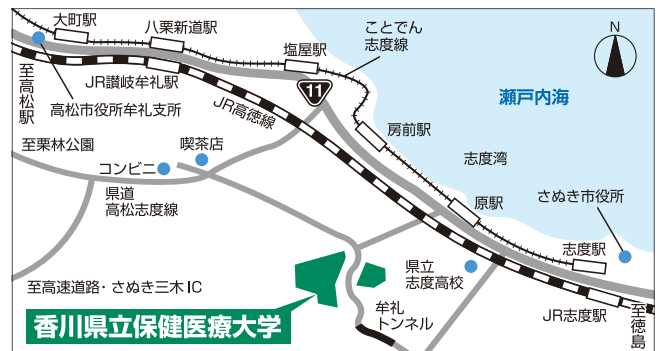 大町駅
八栗新道駅
塩屋駅
ことでん
志度線
N
至高松駅
高松市役所牟礼支所
JR讃岐牟礼駅
JR高徳線
11
瀬戸内海
房前駅
志度湾
至栗林公園
喫茶店
コンビニ
県道
高松志度線
原駅
さぬき市役所
志度駅
県立
志度高校
至高速道路・さぬき三木IC
牟礼
トンネル
JR志度駅
至徳島
香川県立保健医療大学